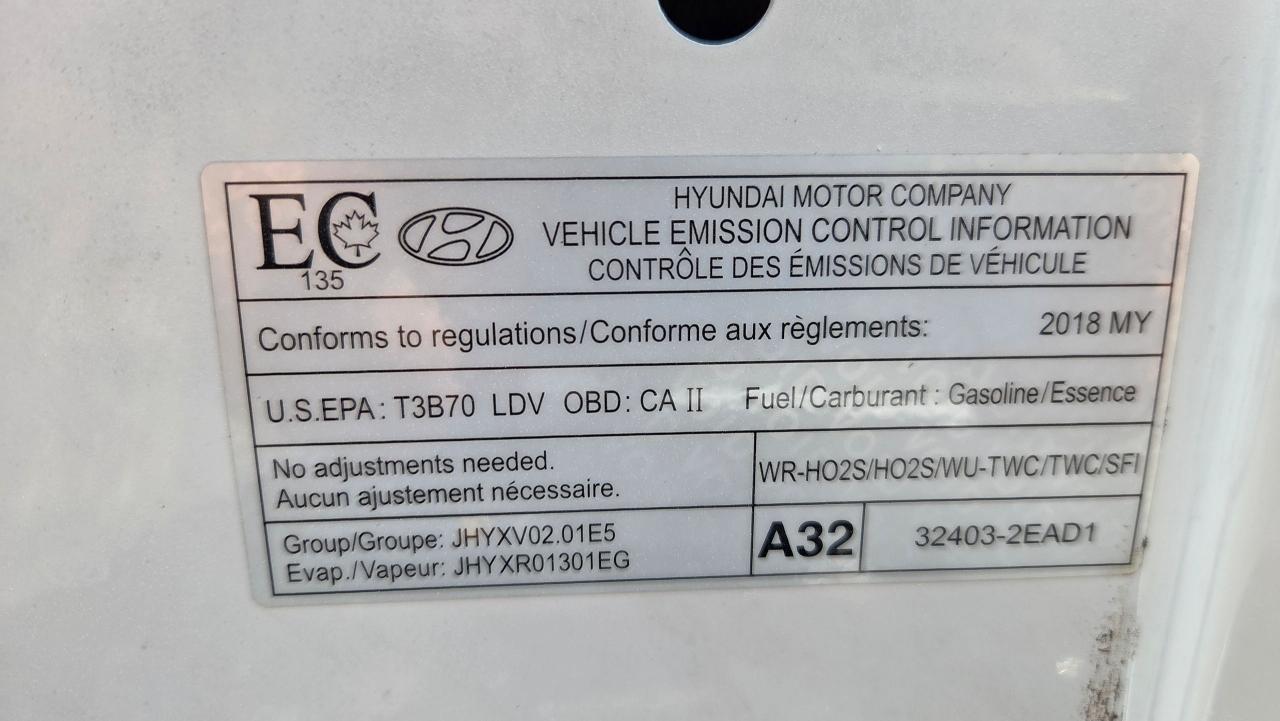 EC
135
HYUNDAI MOTOR COMPANY
VEHICLE EMISSION CONTROL INFORMATION
CONTRÔLE DES ÉMISSIONS DE VÉHICULE
Conforms to regulations/Conforme aux règlements: 2018 MY
U.S.EPA: T3B70 LDV OBD: CA II Fuel/Carburant : Gasoline/Essence
No adjustments needed.
Aucun ajustement nécessaire.
WR-HO2S/HO2S/WU-TWC/TWC/SFI
Group/Groupe: JHYXV02.01E5
Evap./Vapeur: JHYXR01301EG
A32
32403-2EAD1